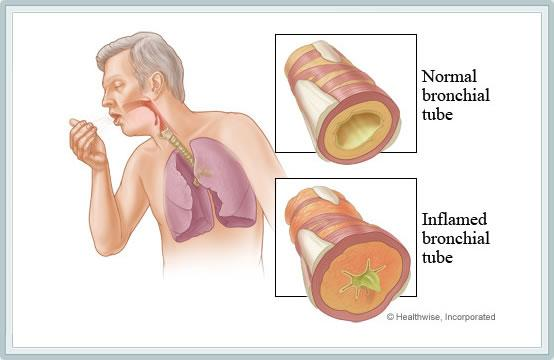 Normal
bronchial
tube
Inflamed
bronchial
tube
© Healthwise, Incorporated